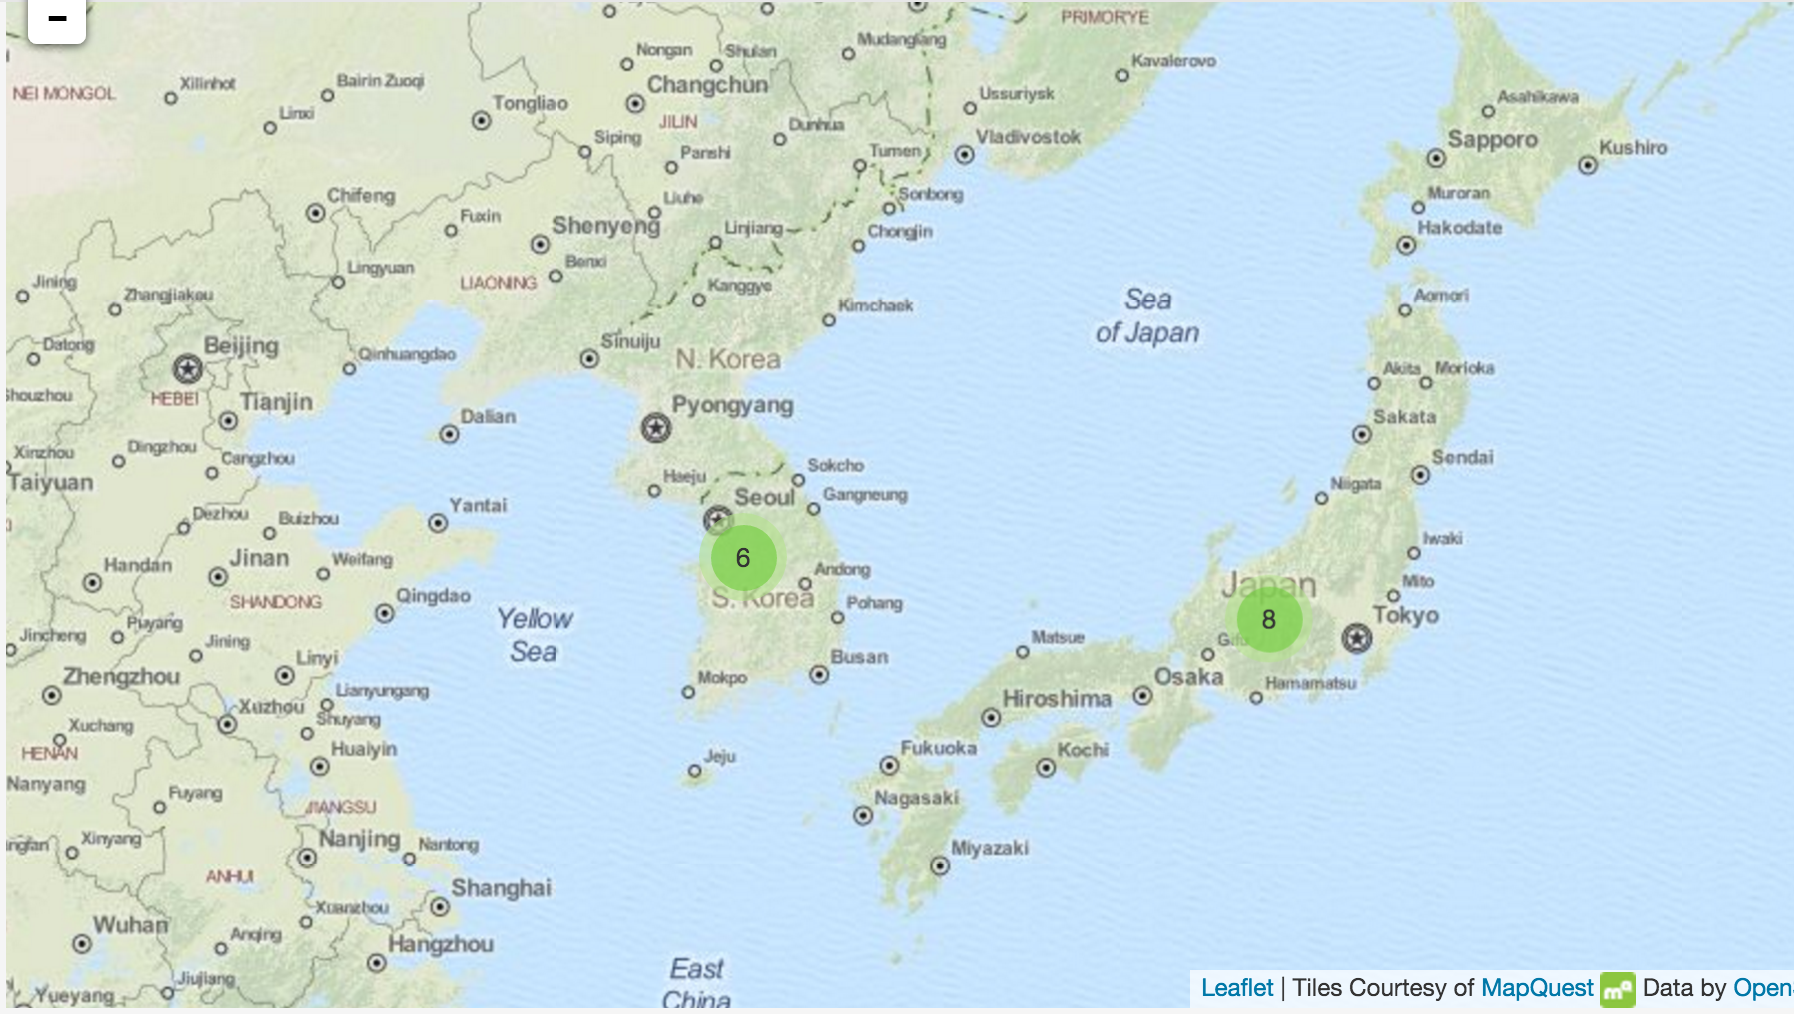 −
PRIMOR'YE
Mudangjang
Nongan
Shulan
Kavalerovo
Xilinhot
Bairin Zuoqi
Changchun
NEI MONGOL
Ussuriysk
Asahikawa
Tongliao
Linxi
JILIN
Dunhua
Siping
Vladivostok
Sapporo
Kushiro
Panshi
Tumen
Chifeng
Liuhe
Sonbong
Muroran
Fuxin
Shenyeng
Linjiang
Chongjin
Hakodate
Lingyuan
Benxi
Jining
LIAONING
Kanggye
Zhangjiakou
Sea
of Japan
Aomori
Kimchaek
Datong
Beijing
Qinhuangdao
Sinuiju
N. Korea
Akita
Morioka
Shouzhou
HEBEI
Tianjin
Pyongyang
Dalian
Sakata
Xinzhou
Dingzhou
Cangzhou
Sokcho
Sendai
Taiyuan
Haeju
Seoul
Gangneung
Niigata
Yantai
Dezhou
Buizhou
Iwaki
Handan
Jinan
Weifang
6
Andong
Japan
Mito
SHANDONG
Qingdao
S. Korea
Pohang
8
Tokyo
Yellow
Sea
Puyang
Jincheng
Jining
Matsue
Linyi
Busan
Zhengzhou
Lianyungang
Mokpo
Osaka
Hamamatsu
Xuzhou
Hiroshima
Xuchang
Shuyang
HENAN
Huaiyin
Jeju
Fukuoka
Kochi
Nanyang
Fuyang
JIANGSU
Nagasaki
Xinyang
ngfan
Nanjing
Nantong
Miyazaki
ANHUI
Shanghai
Xuanzhou
Wuhan
Anqing
Hangzhou
East
China
Jiujiang
Yueyang
Leaflet | Tiles Courtesy of MapQuest mq Data by Open